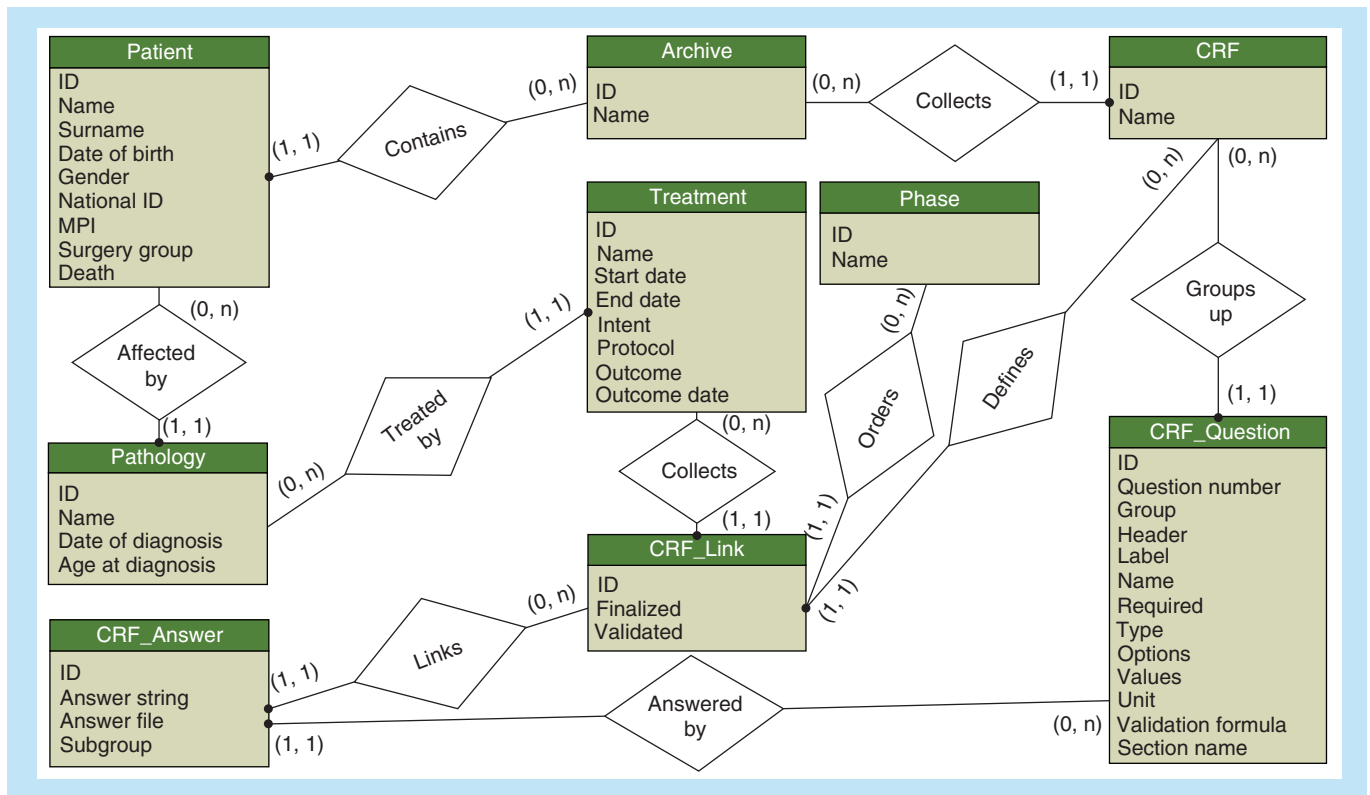 Patient
ID
Name
Surname
Date of birth
Gender
National ID
MPI
Surgery group
Death
(1, 1)
Contains
(0, n)
Archive
ID
Name
(0, n)
Collects
(1, 1)
CRF
ID
Name
(0, n)
(0, n)
Treatment
ID
Name
Start date
End date
Intent
Protocol
Outcome
Outcome date
Phase
ID
Name
(0, n)
Groups
up
(0, n)
Affected
by
(1, 1)
(1, 1)
Treated
by
(0, n)
Orders
Defines
(1, 1)
Pathology
ID
Name
Date of diagnosis
Age at diagnosis
(0, n)
Collects
(1, 1)
(1, 1)
(1, 1)
CRF_Question
ID
Question number
Group
Header
Label
Name
Required
Type
Options
Values
Unit
Validation formula
Section name
CRF_Link
ID
Finalized
Validated
(0, n)
Links
(1, 1)
CRF_Answer
ID
Answer string
Answer file
Subgroup
(1, 1)
Answered
by
(0, n)